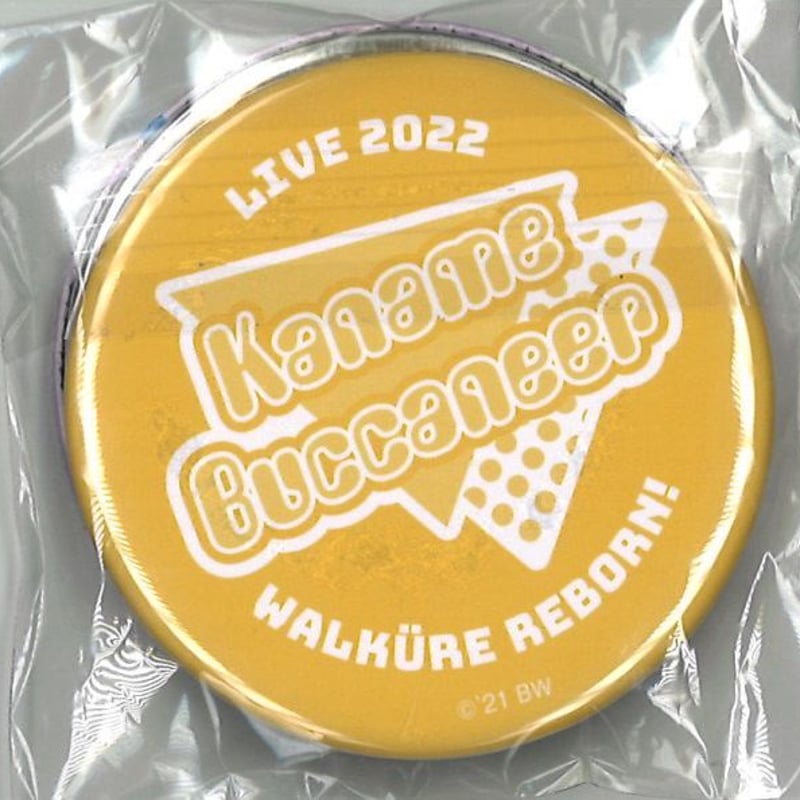 LIVE 2022
Kaname
Buccaneer
WALKÜRE REBORN!
©'21 BW